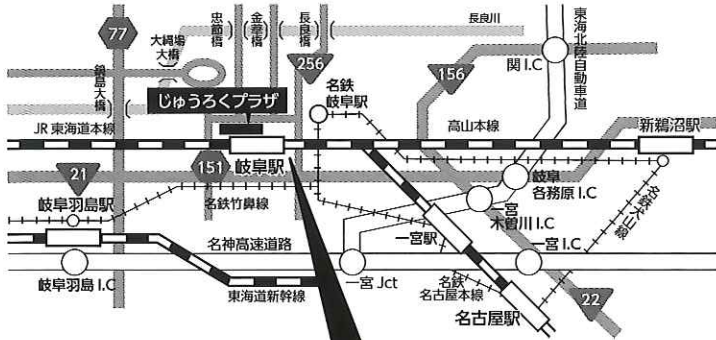 77
忠節橋
金華橋
長良橋
長良川
大縄場
大橋
鍋島大橋
256
156
関 I.C
東海北陸自動車道
じゅうろくプラザ
名鉄
岐阜駅
JR 東海道本線
高山本線
新鵜沼駅
21
151
岐阜駅
岐阜
各務原 I.C
岐阜羽島駅
名鉄竹鼻線
一宮
木曽川 I.C
名鉄犬山線
名神高速道路
一宮駅
一宮 I.C
岐阜羽島 I.C
東海道新幹線
一宮 Jct
名鉄
名古屋本線
名古屋駅
22